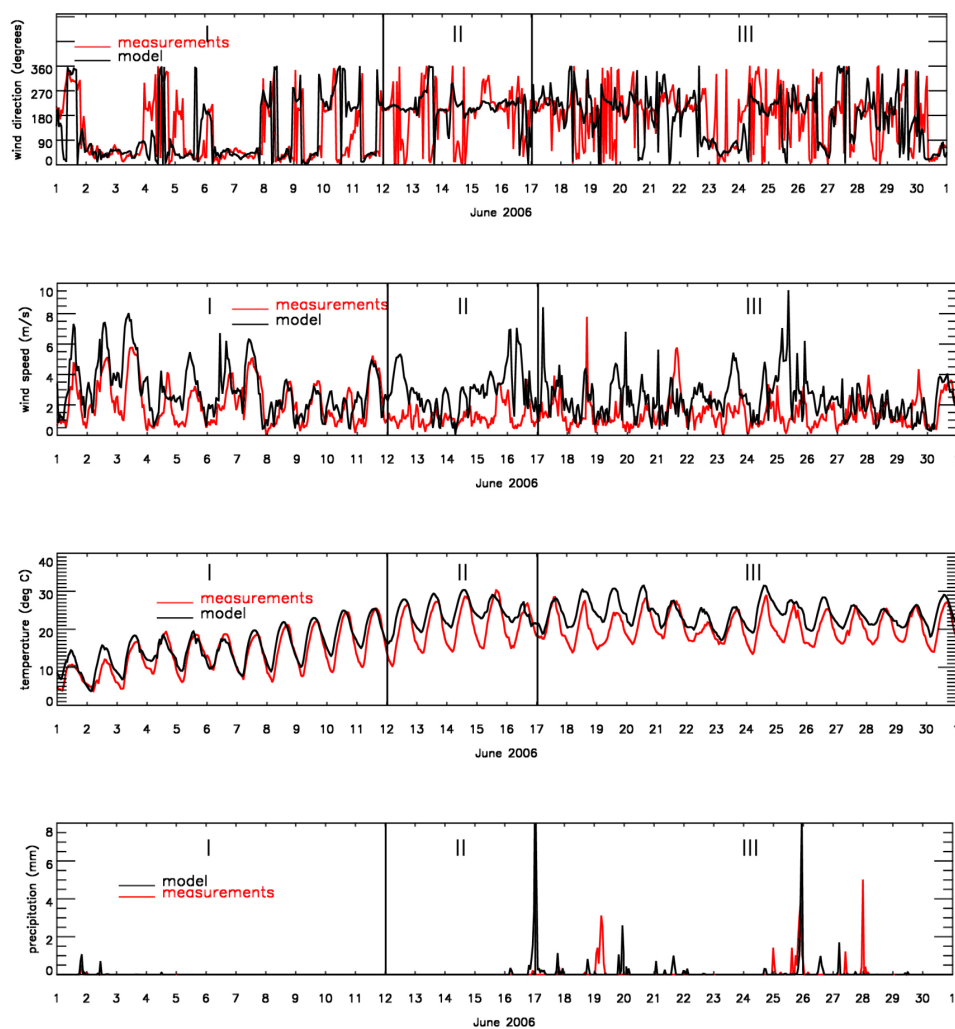 I II III
measurements
model
wind direction (degrees)
360
270
180
90
0
1 2 3 4 5 6 7 8 9 10 11 12 13 14 15 16 17 18 19 20 21 22 23 24 25 26 27 28 29 30 1
June 2006
I II III
measurements
model
wind speed (m/s)
10
8
6
4
2
0
1 2 3 4 5 6 7 8 9 10 11 12 13 14 15 16 17 18 19 20 21 22 23 24 25 26 27 28 29 30
June 2006
I II III
measurements
model
temperature (deg C)
40
30
20
10
0
1 2 3 4 5 6 7 8 9 10 11 12 13 14 15 16 17 18 19 20 21 22 23 24 25 26 27 28 29 30
June 2006
I II III
model
measurements
precipitation (mm)
8
6
4
2
0
1 2 3 4 5 6 7 8 9 10 11 12 13 14 15 16 17 18 19 20 21 22 23 24 25 26 27 28 29 30 1
June 2006